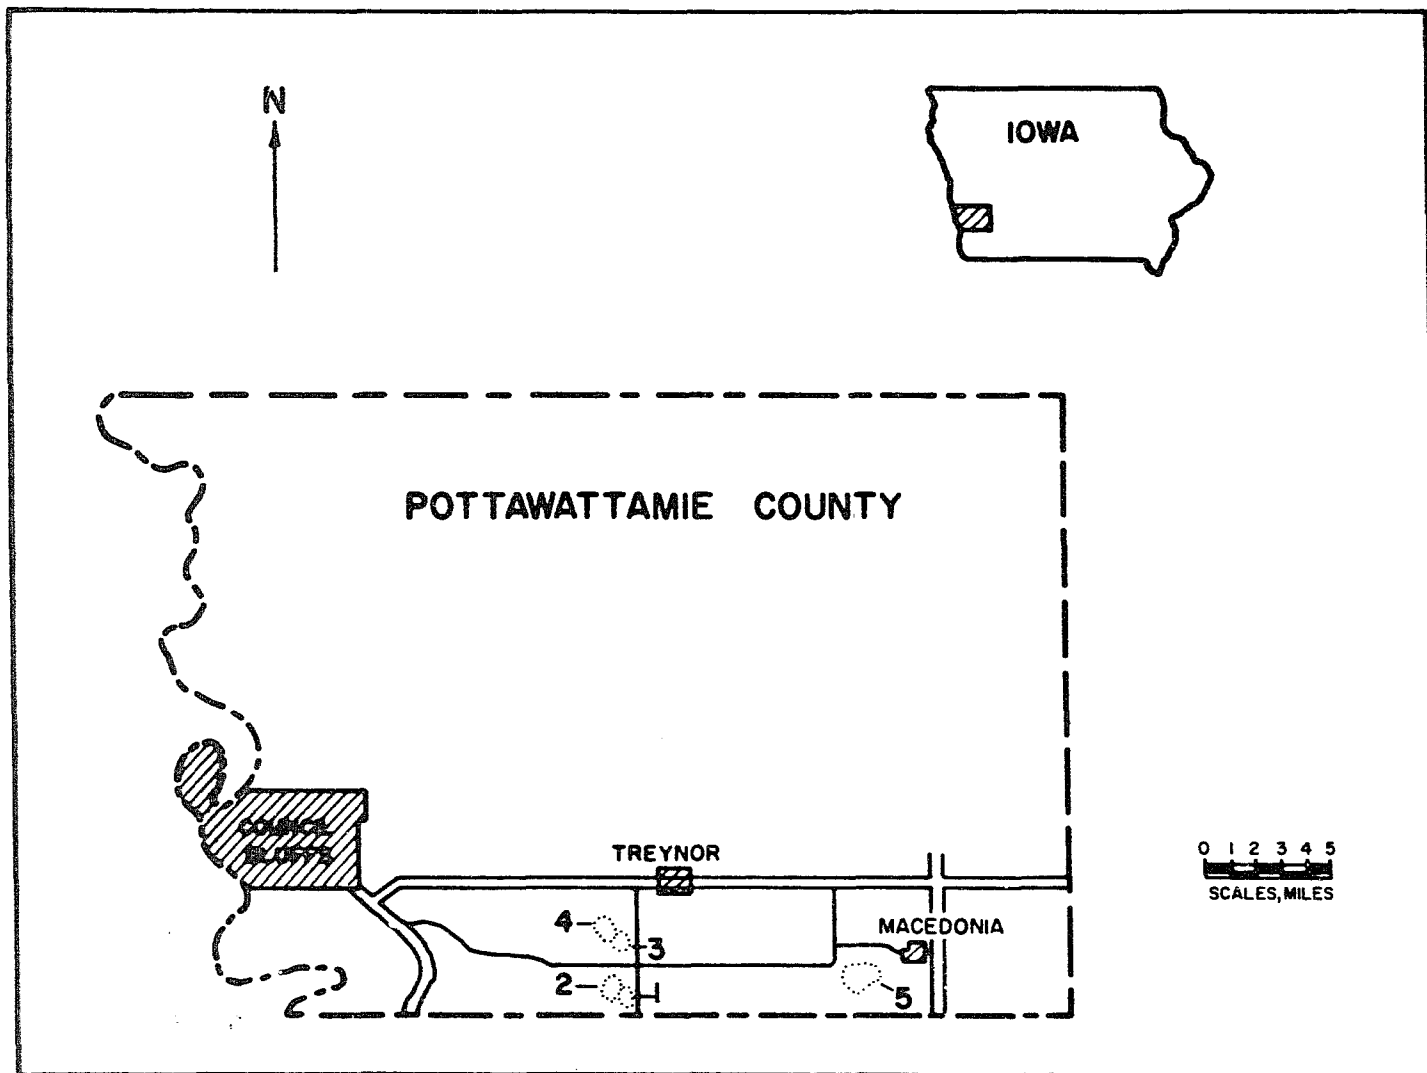 N
IOWA
POTTAWATTAMIE COUNTY
COUNCIL
BLUFFS
TREYNOR
0 1 2 3 4 5
SCALES, MILES
MACEDONIA
4
3
2
1
5